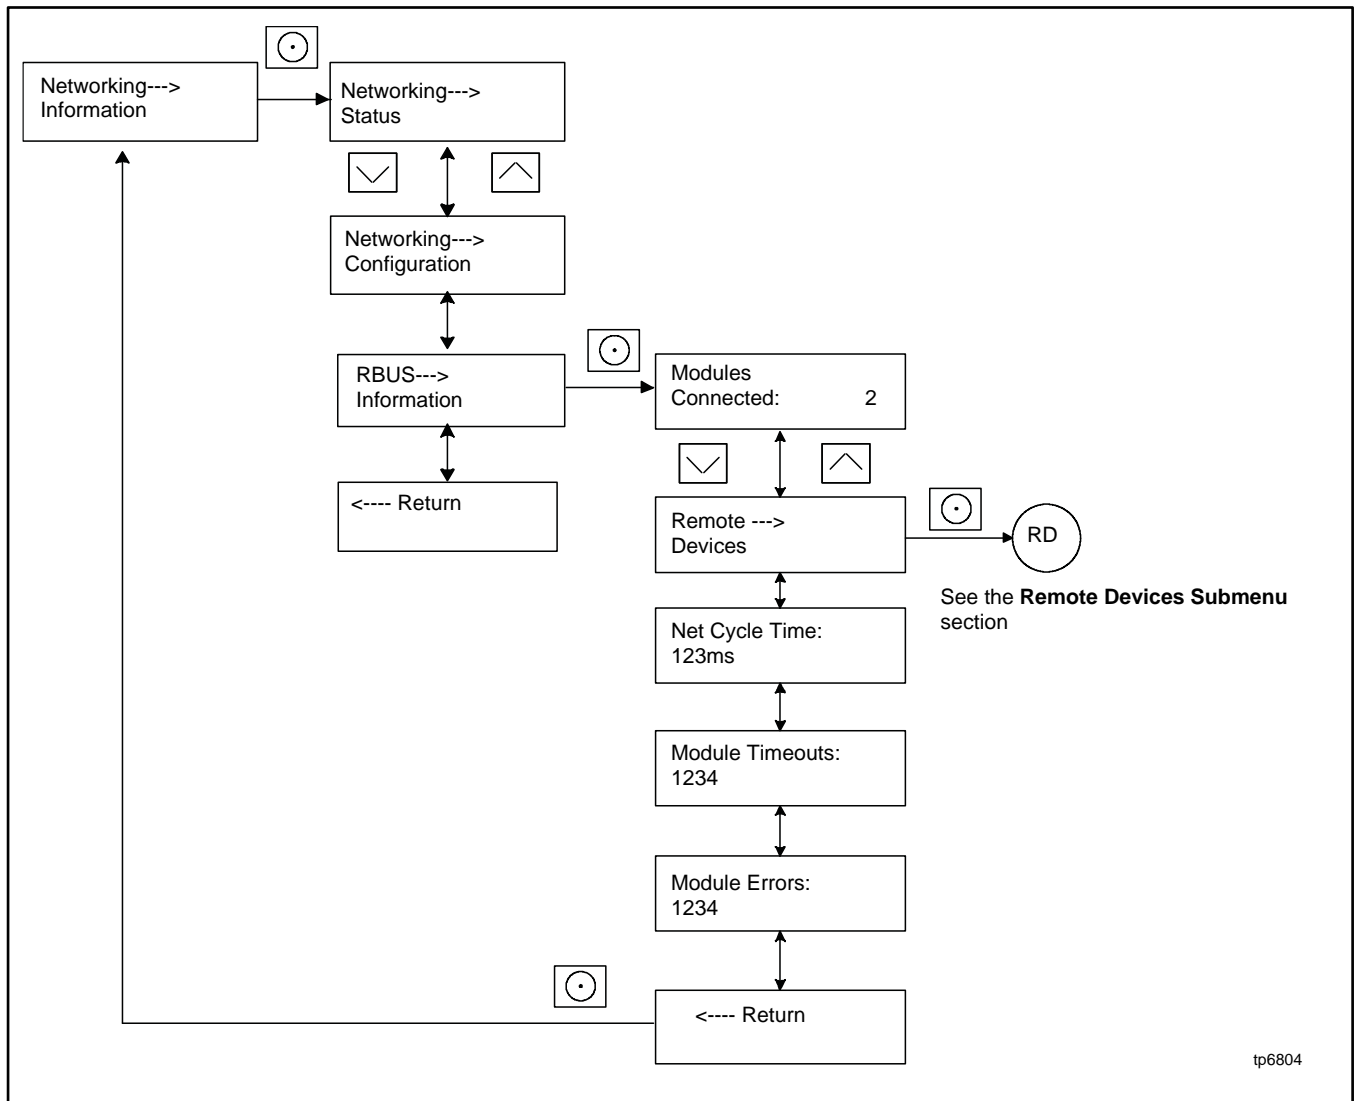 Networking--->
Information
Networking--->
Status
Networking--->
Configuration
RBUS--->
Information
<---- Return
Modules
Connected: 2
Remote --->
Devices
RD
See the Remote Devices Submenu
section
Net Cycle Time:
123ms
Module Timeouts:
1234
Module Errors:
1234
<---- Return
tp6804